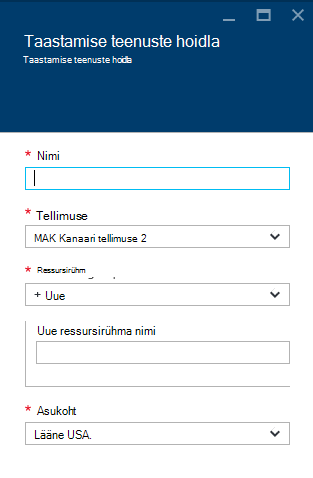 Taastamise teenuste hoidla
Taastamise teenuste hoidla
* Nimi
* Tellimuse
MAK Kanaari tellimuse 2
* Ressursirühm
+ Uue
Uue ressursirühma nimi
* Asukoht
Lääne USA.